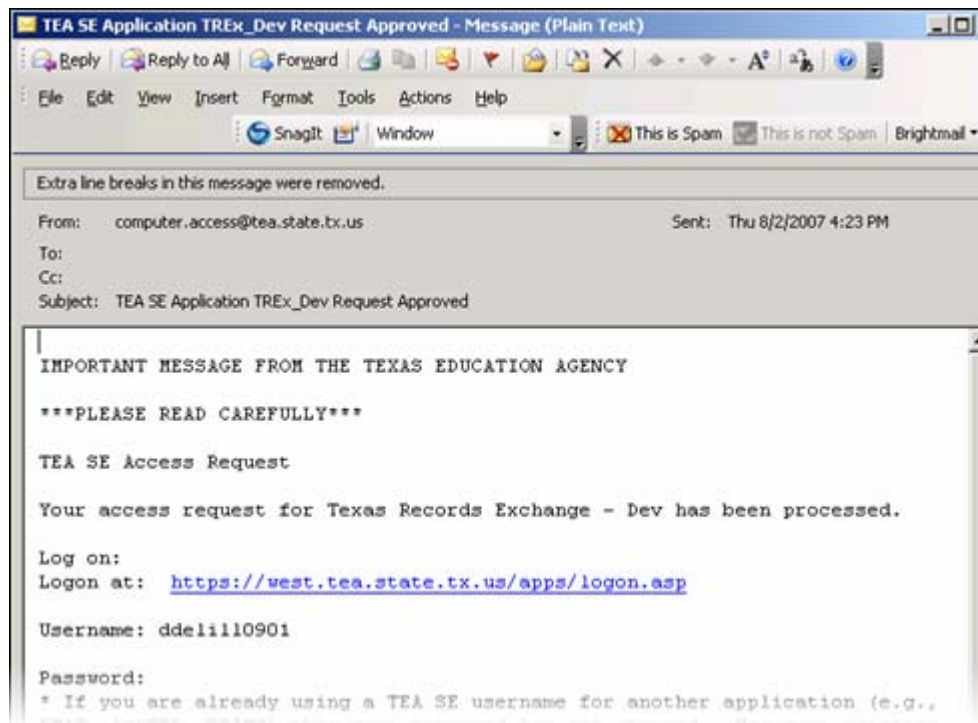 TEA SE Application TREx_Dev Request Approved - Message (Plain Text)
Reply Reply to All Forward
File Edit View Insert Format Tools Actions Help
SnagIt Window This is Spam This is not Spam Brightmail
Extra line breaks in this message were removed.
From: computer.access@tea.state.tx.us Sent: Thu 8/2/2007 4:23 PM
To:
Cc:
Subject: TEA SE Application TREx_Dev Request Approved
IMPORTANT MESSAGE FROM THE TEXAS EDUCATION AGENCY
***PLEASE READ CAREFULLY***
TEA SE Access Request
Your access request for Texas Records Exchange - Dev has been processed.
Log on:
Logon at: https://west.tea.state.tx.us/apps/logon.asp
Username: ddelill0901
Password:
* If you are already using a TEA SE username for another application (e.g.,